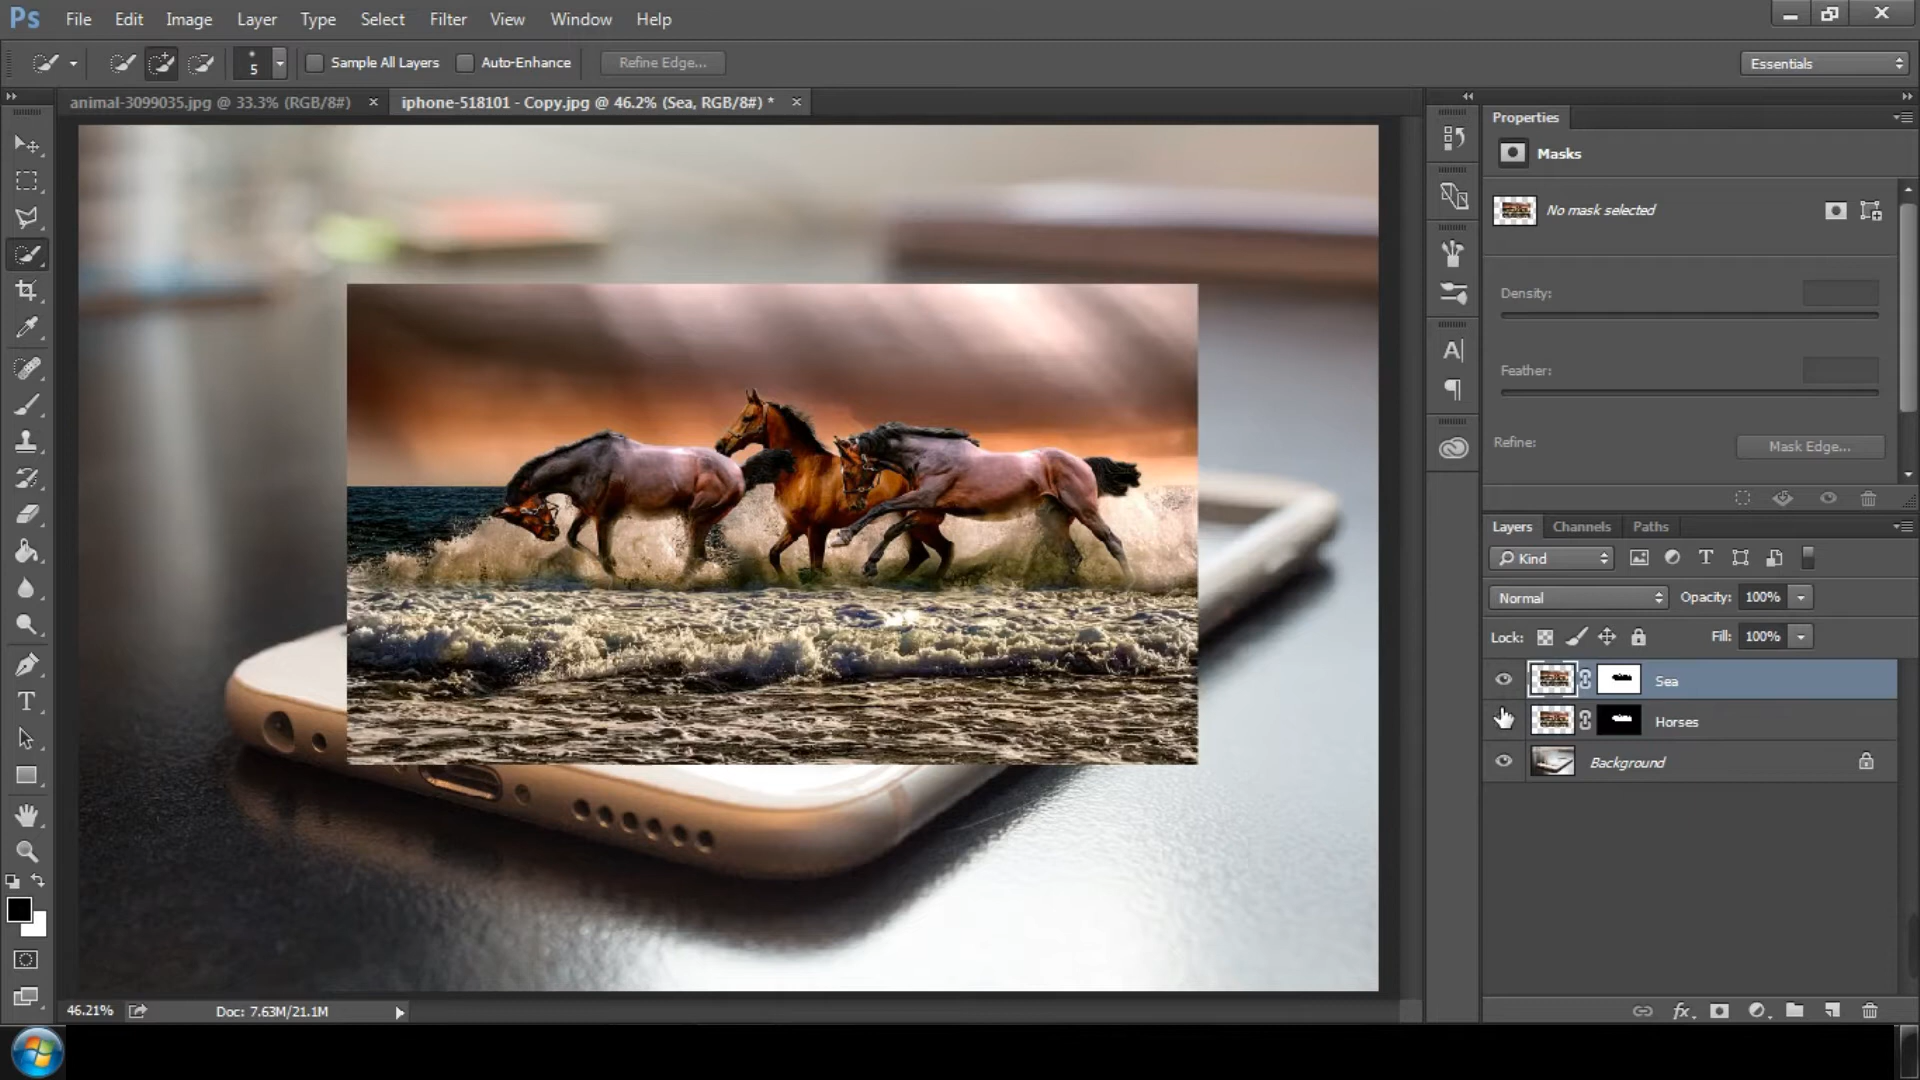 Ps File Edit Image Layer Type Select Filter View Window Help
5 Sample All Layers Auto-Enhance Refine Edge... Essentials
animal-3099035.jpg @ 33.3% (RGB/8#) × iphone-518101 - Copy.jpg @ 46.2% (Sea, RGB/8#) * ×
Properties
Masks
No mask selected
Density:
Feather:
Refine: Mask Edge...
Layers Channels Paths
Kind
Normal Opacity: 100%
Lock: Fill: 100%
Sea
Horses
Background
46.21% Doc: 7.63M/21.1M